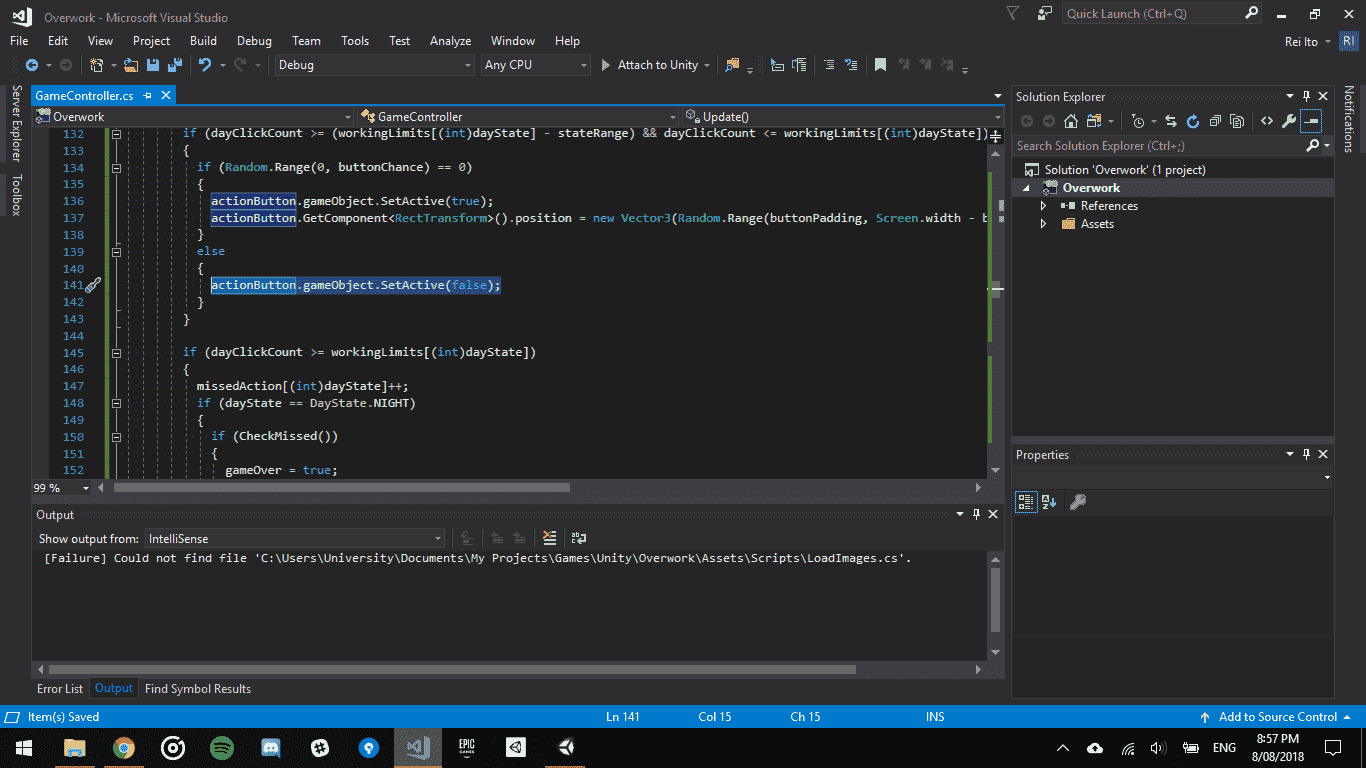 Overwork - Microsoft Visual Studio
Quick Launch (Ctrl+Q)
File Edit View Project Build Debug Team Tools Test Analyze Window Help
Rei Ito RI
Debug Any CPU Attach to Unity
Server Explorer
Toolbox
GameController.cs
Overwork GameController Update()
132 if (dayClickCount >= (workingLimits[(int)dayState] - stateRange) && dayClickCount <= workingLimits[(int)dayState])
133 {
134 if (Random.Range(0, buttonChance) == 0)
135 {
136 actionButton.gameObject.SetActive(true);
137 actionButton.GetComponent<RectTransform>().position = new Vector3(Random.Range(buttonPadding, Screen.width - b
138 }
139 else
140 {
141 actionButton.gameObject.SetActive(false);
142 }
143 }
144
145 if (dayClickCount >= workingLimits[(int)dayState])
146 {
147 missedAction[(int)dayState]++;
148 if (dayState == DayState.NIGHT)
149 {
150 if (CheckMissed())
151 {
152 gameOver = true;
99 %
Output
Show output from: IntelliSense
[Failure] Could not find file 'C:\Users\University\Documents\My Projects\Games\Unity\Overwork\Assets\Scripts\LoadImages.cs'.
Error List Output Find Symbol Results
Solution Explorer
Search Solution Explorer (Ctrl+;)
Solution 'Overwork' (1 project)
Overwork
References
Assets
Properties
Notifications
Item(s) Saved Ln 141 Col 15 Ch 15 INS Add to Source Control
EPIC
GAMES
ENG
8:57 PM
8/08/2018